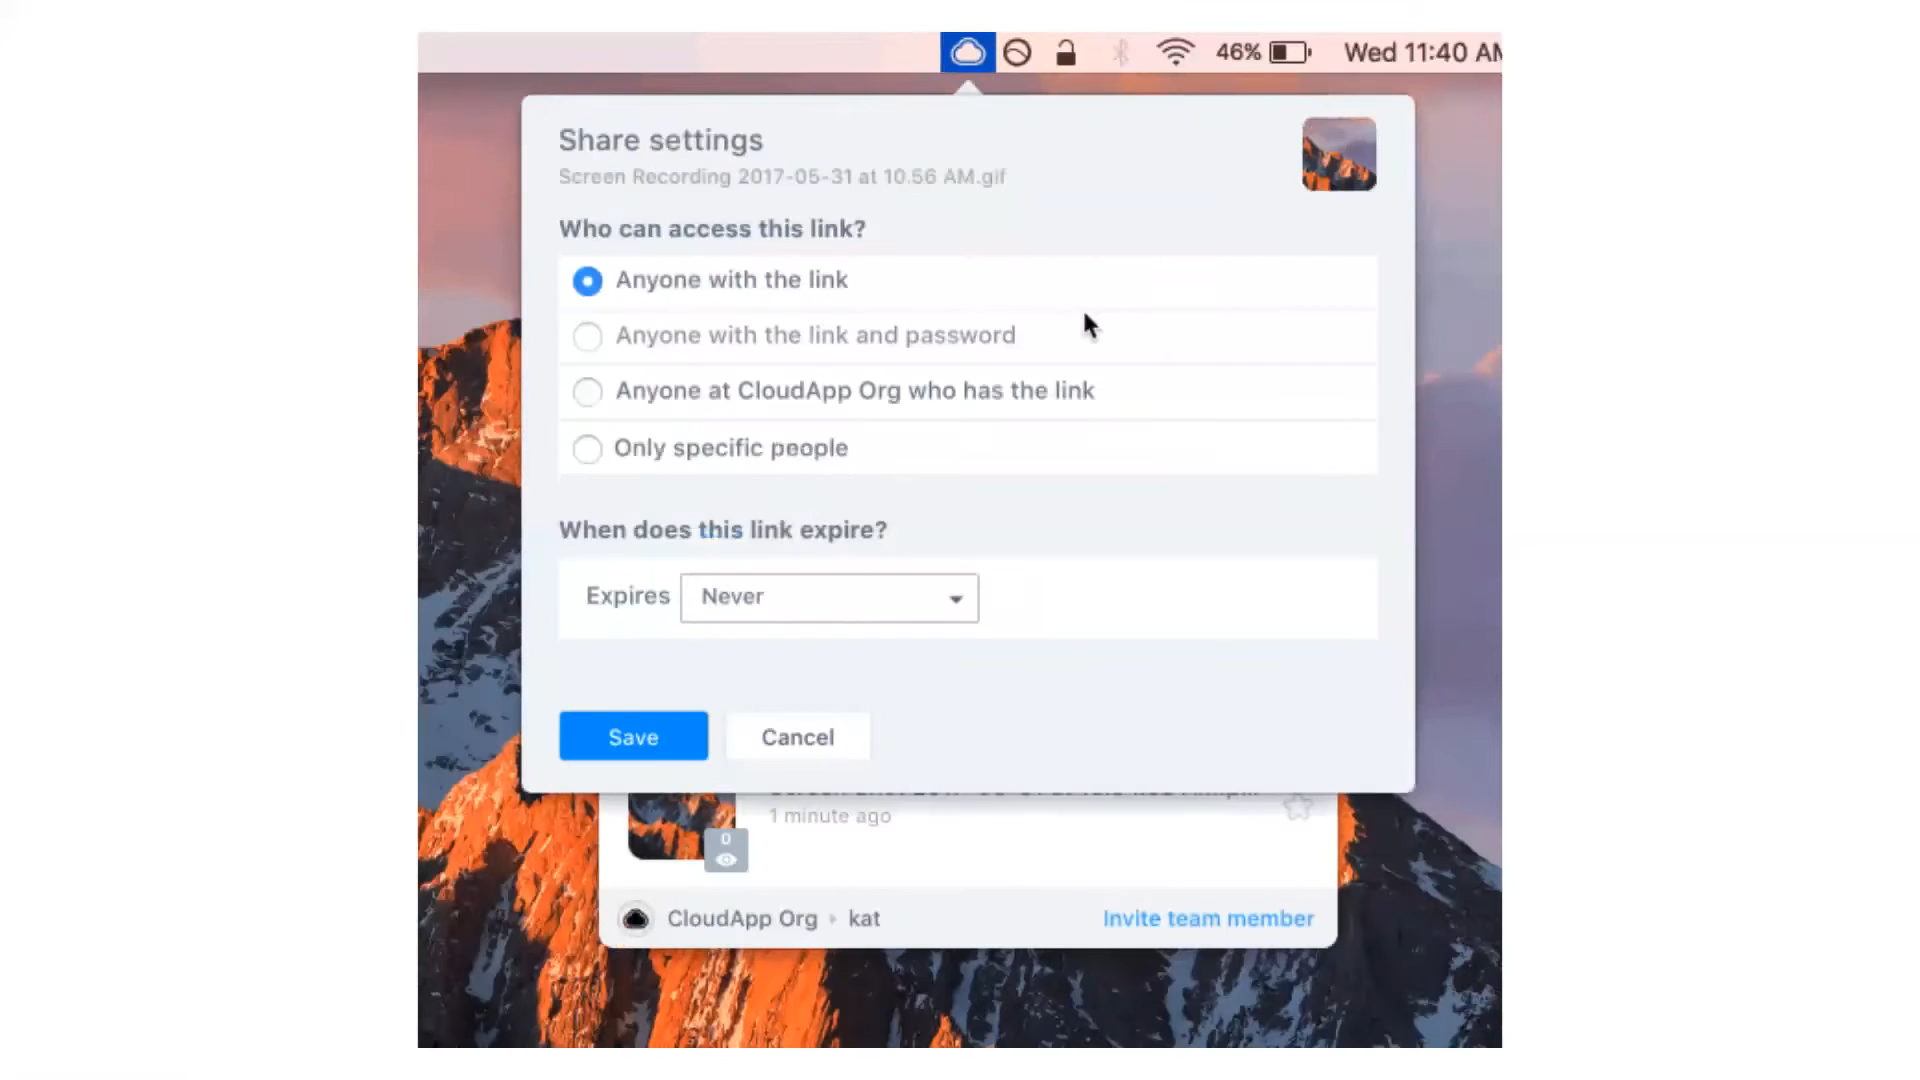 46% Wed 11:40 AM
Share settings
Screen Recording 2017-05-31 at 10.56 AM.gif
Who can access this link?
Anyone with the link
Anyone with the link and password
Anyone at CloudApp Org who has the link
Only specific people
When does this link expire?
Expires Never
Save Cancel
1 minute ago
0
CloudApp Org kat Invite team member